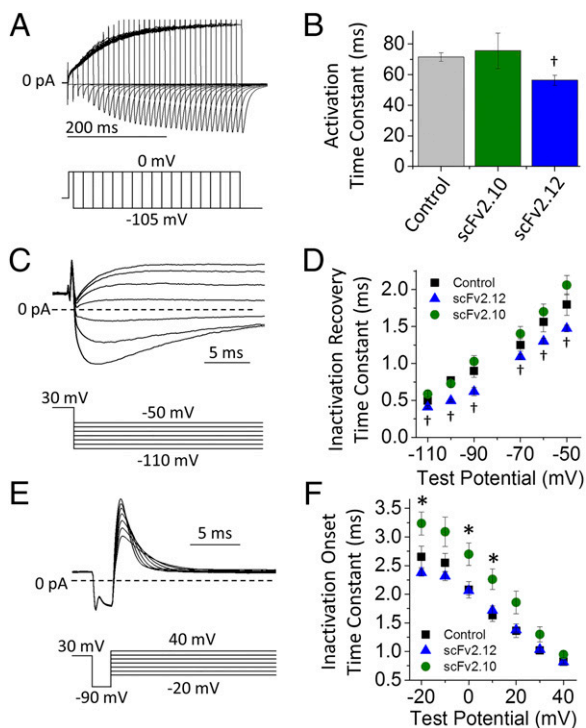 A
0 pA
200 ms
0 mV
-105 mV
B
Activation
Time Constant (ms)
100
80
60
40
20
0
†
Control
scFv2.10
scFv2.12
C
0 pA
5 ms
30 mV
-50 mV
-110 mV
D
Inactivation Recovery
Time Constant (ms)
2.0
1.5
1.0
0.5
0.0
Control
scFv2.12
scFv2.10
† † † † † †
-110 -90 -70 -50
Test Potential (mV)
E
5 ms
0 pA
30 mV
40 mV
-90 mV
-20 mV
F
Inactivation Onset
Time Constant (ms)
3.5
3.0
2.5
2.0
1.5
1.0
0.5
* * *
Control
scFv2.12
scFv2.10
-20 0 20 40
Test Potential (mV)